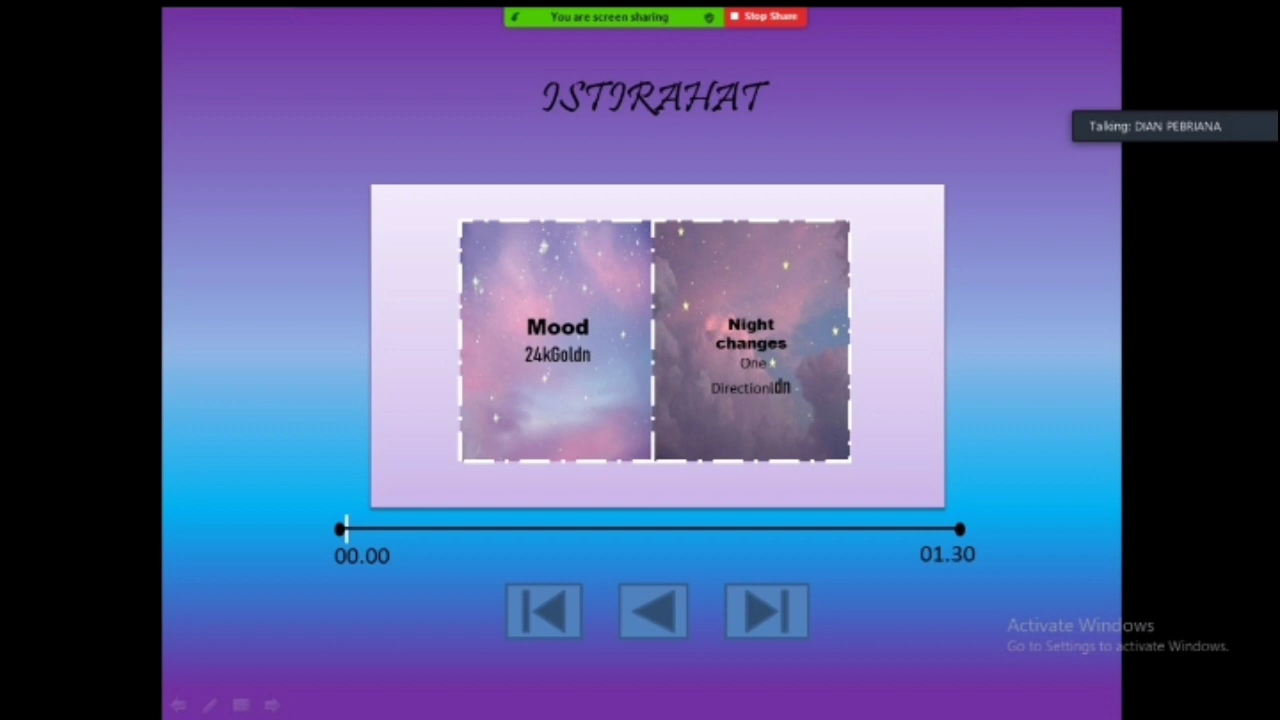 You are screen sharing
Stop Share
ISTIRAHAT
Talking: DIAN PEBRIANA
Mood
24kGoldn
Night
changes
One
Directionldn
00.00
01.30
Activate Windows
Go to Settings to activate Windows.